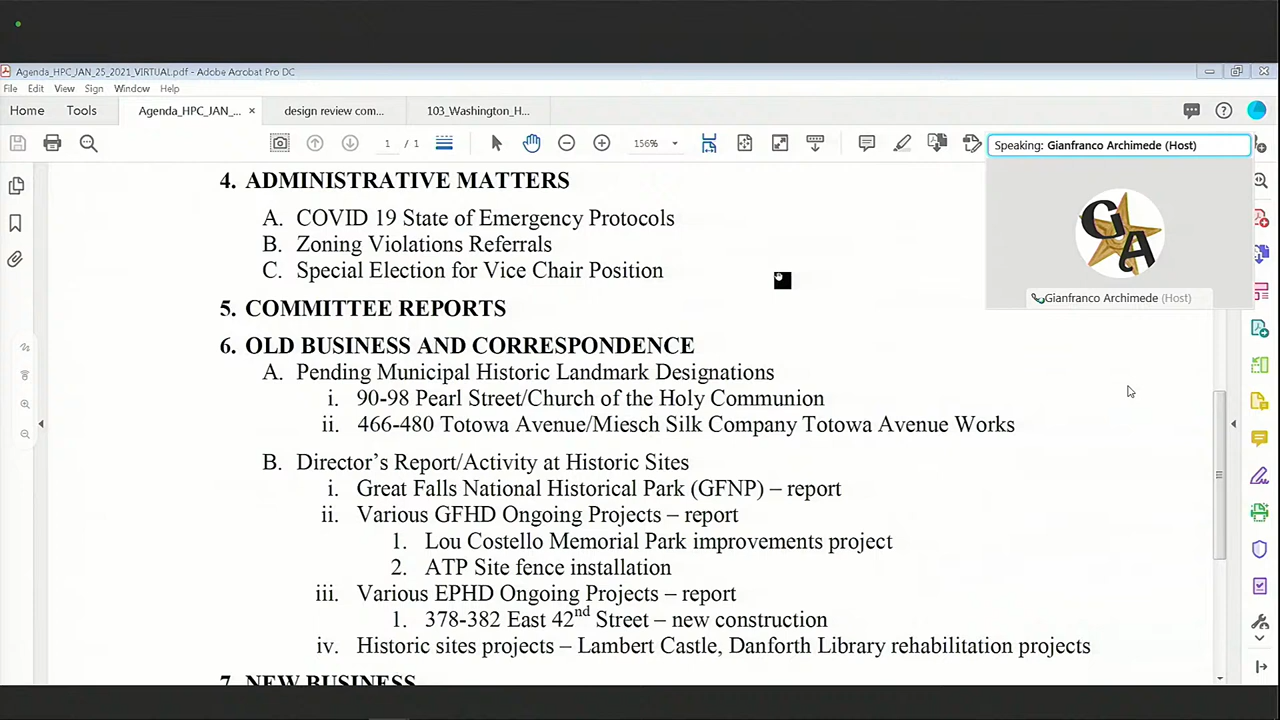 Agenda_HPC_JAN_25_2021_VIRTUAL.pdf - Adobe Acrobat Pro DC
File Edit View Sign Window Help
Home Tools Agenda_HPC_JAN_... × design review com... 103_Washington_H...
1 / 1 156%
Speaking: Gianfranco Archimede (Host)
GA
Gianfranco Archimede (Host)
4. ADMINISTRATIVE MATTERS
A. COVID 19 State of Emergency Protocols
B. Zoning Violations Referrals
C. Special Election for Vice Chair Position
5. COMMITTEE REPORTS
6. OLD BUSINESS AND CORRESPONDENCE
A. Pending Municipal Historic Landmark Designations
i. 90-98 Pearl Street/Church of the Holy Communion
ii. 466-480 Totowa Avenue/Miesch Silk Company Totowa Avenue Works
B. Director’s Report/Activity at Historic Sites
i. Great Falls National Historical Park (GFNP) – report
ii. Various GFHD Ongoing Projects – report
1. Lou Costello Memorial Park improvements project
2. ATP Site fence installation
iii. Various EPHD Ongoing Projects – report
1. 378-382 East 42nd Street – new construction
iv. Historic sites projects – Lambert Castle, Danforth Library rehabilitation projects
7. NEW BUSINESS